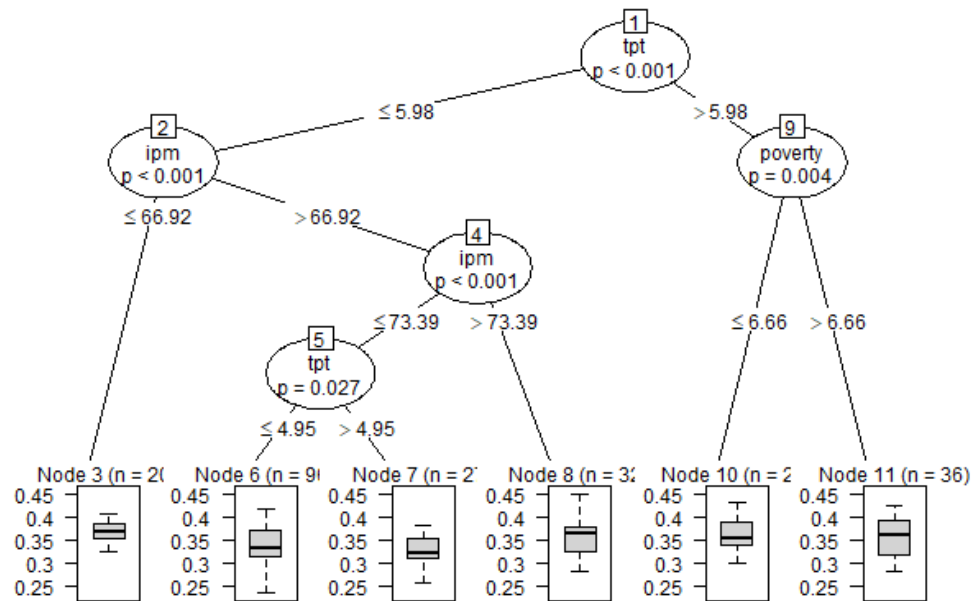 1
tpt
p < 0.001
≤ 5.98
> 5.98
2
ipm
p < 0.001
9
poverty
p = 0.004
≤ 66.92
> 66.92
4
ipm
p < 0.001
≤ 73.39
> 73.39
≤ 6.66
> 6.66
5
tpt
p = 0.027
≤ 4.95
> 4.95
Node 3 (n = 
0.45
0.4
0.35
0.3
0.25
Node 6 (n = 
0.45
0.4
0.35
0.3
0.25
Node 7 (n = 
0.45
0.4
0.35
0.3
0.25
Node 8 (n = 32
0.45
0.4
0.35
0.3
0.25
Node 10 (n = 2
0.45
0.4
0.35
0.3
0.25
Node 11 (n = 36)
0.45
0.4
0.35
0.3
0.25